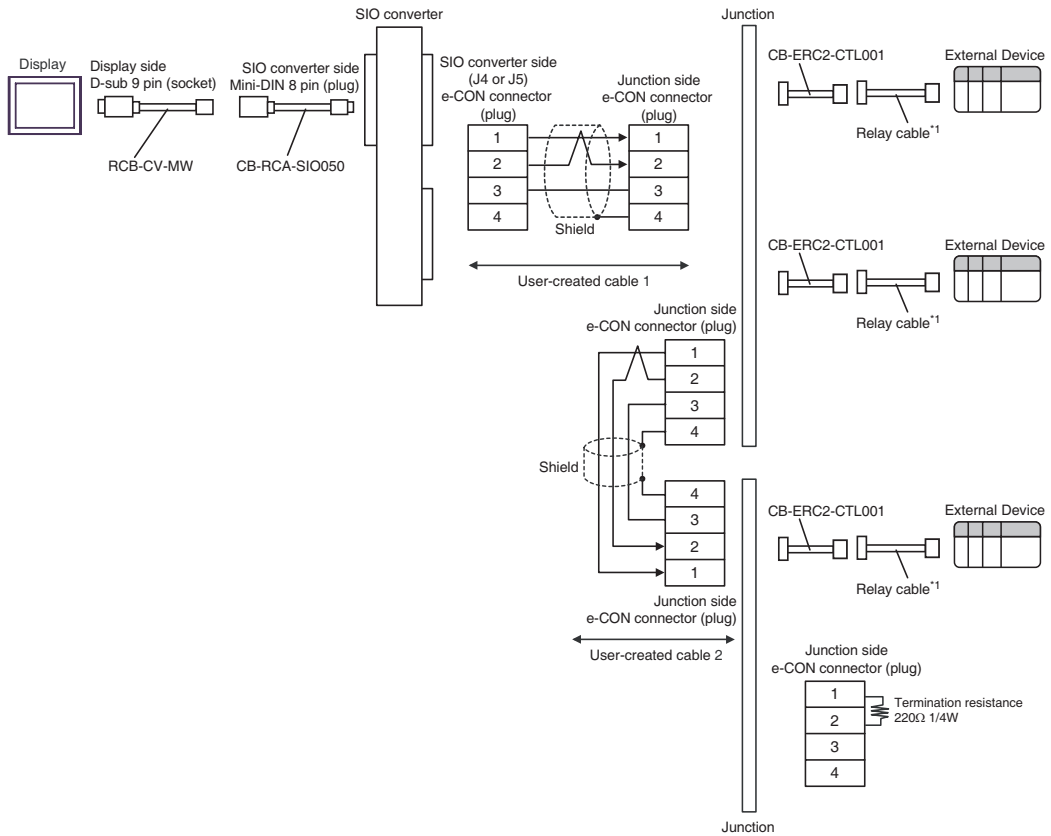 SIO converter
Junction
Display
Display side
D-sub 9 pin (socket)
RCB-CV-MW
SIO converter side
Mini-DIN 8 pin (plug)
CB-RCA-SIO050
SIO converter side
(J4 or J5)
e-CON connector
(plug)
1
2
3
4
Junction side
e-CON connector
(plug)
1
2
3
4
Shield
User-created cable 1
CB-ERC2-CTL001
External Device
Relay cable*1
CB-ERC2-CTL001
External Device
Relay cable*1
Junction side
e-CON connector (plug)
1
2
3
4
Shield
4
3
2
1
Junction side
e-CON connector (plug)
User-created cable 2
CB-ERC2-CTL001
External Device
Relay cable*1
Junction side
e-CON connector (plug)
1
2
3
4
Termination resistance
220Ω 1/4W
Junction